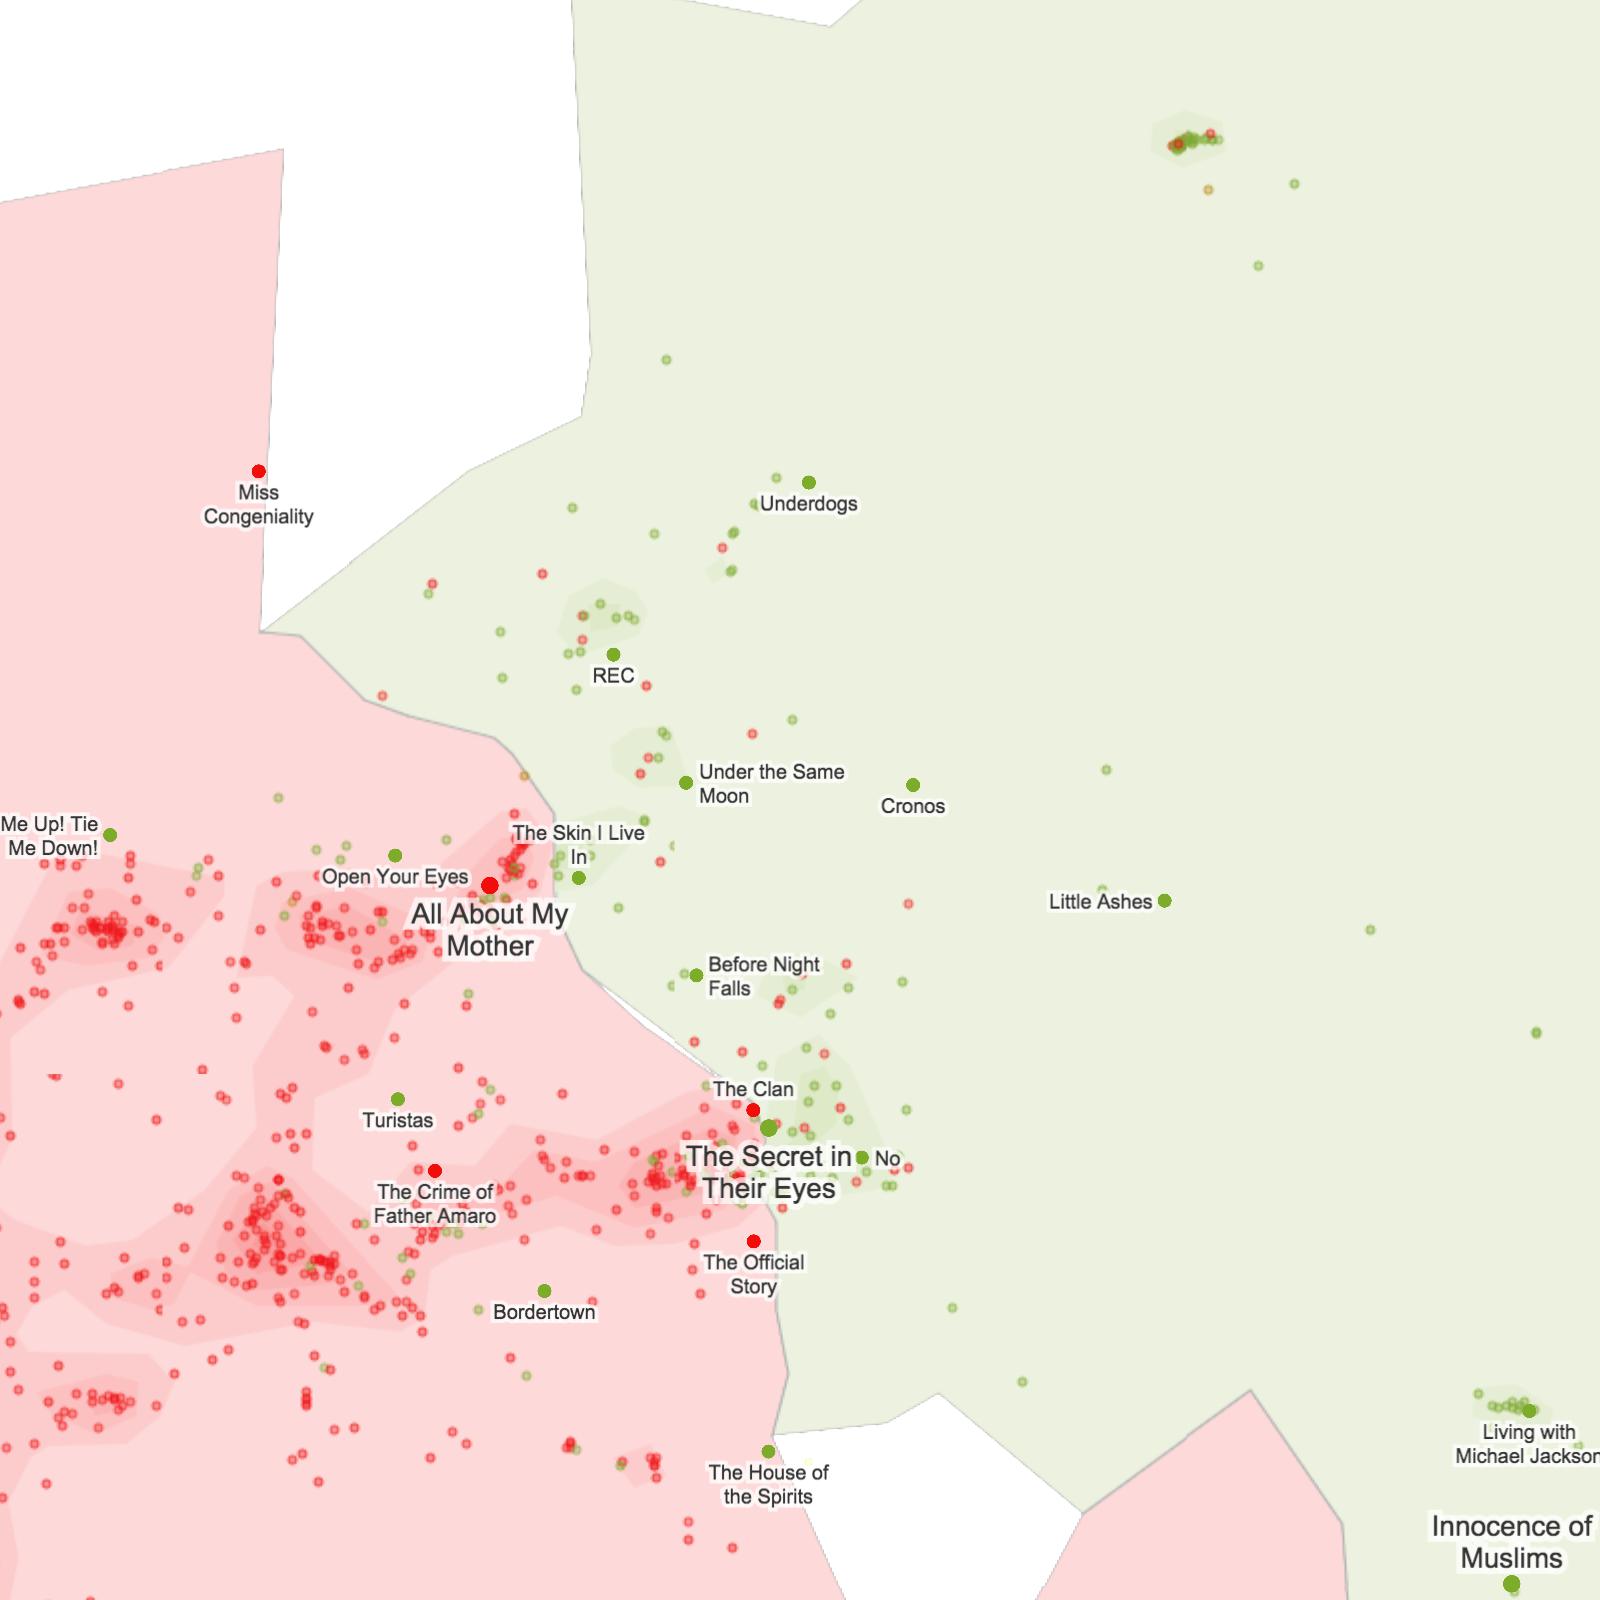 Miss
Congeniality
Underdogs
REC
Under the Same
Moon
Cronos
Me Up! Tie
Me Down!
The Skin I Live
In
Open Your Eyes
All About My
Mother
Little Ashes
Before Night
Falls
The Clan
Turistas
The Secret in
Their Eyes
No
The Crime of
Father Amaro
The Official
Story
Bordertown
Living with
Michael Jackson
The House of
the Spirits
Innocence of
Muslims